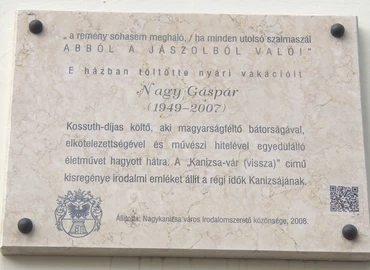 „a remény sohasem megháló, / ha minden utolsó szalmaszál
ABBÓL A JÁSZOLBÓL VALÓ!”
E házban töltötte nyári vakációit
Nagy Gáspár
(1949–2007)
Kossuth-díjas költő, aki magyarságféltő bátorságával,
elkötelezettségével és művészi hitelével egyedülálló
életművet hagyott hátra. A „Kanizsa-vár (vissza)” című
kisregénye irodalmi emléket állít a régi idők Kanizsájának.
Állította: Nagykanizsa város irodalomszerető közönsége, 2008.